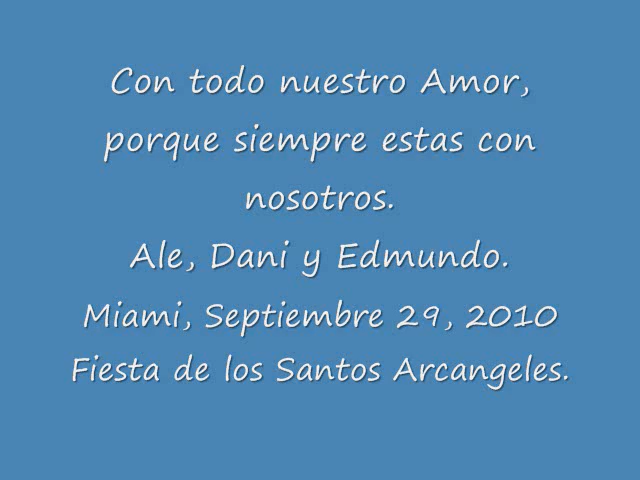 Con todo nuestro Amor,
porque siempre estas con
nosotros.
Ale, Dani y Edmundo.
Miami, Septiembre 29, 2010
Fiesta de los Santos Arcangeles.